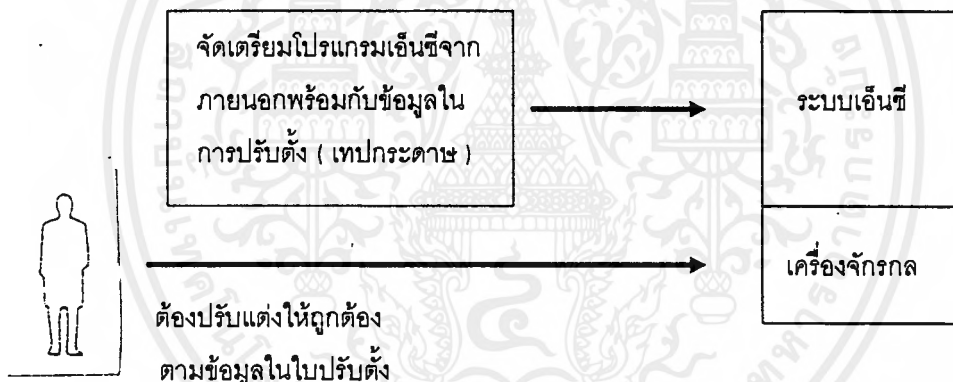 จัดเตรียมโปรแกรมเอ็นซีจาก
ภายนอกพร้อมกับข้อมูลใน
การปรับตั้ง ( เทปกระดาษ )
ระบบเอ็นซี
เครื่องจักรกล
ต้องปรับแต่งให้ถูกต้อง
ตามข้อมูลในใบปรับตั้ง